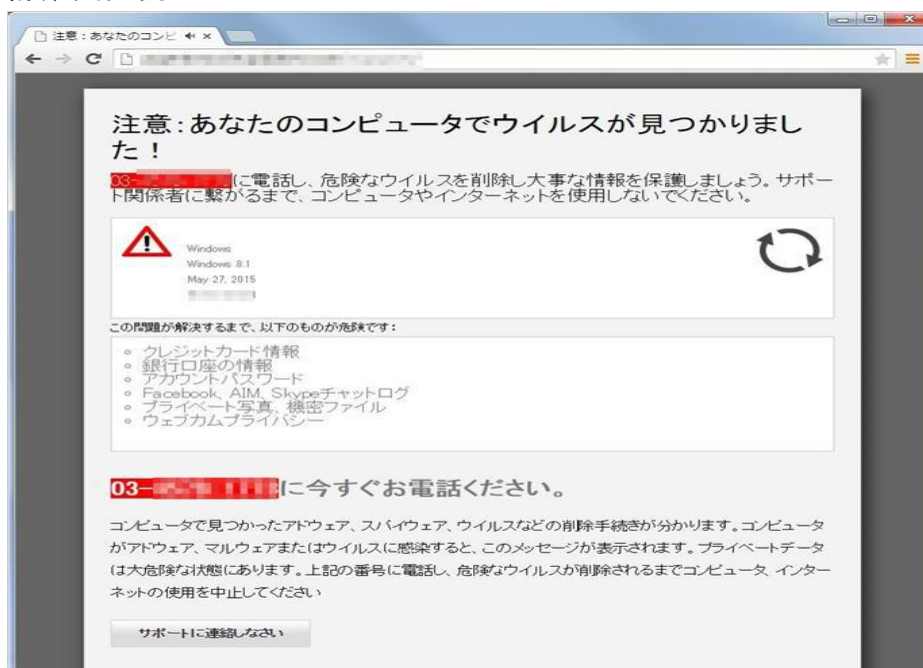 注意：あなたのコンピ
注意：あなたのコンピュータでウイルスが見つかりまし
た！
03-に電話し、危険なウイルスを削除し大事な情報を保護しましょう。サポー
ト関係者に繋がるまで、コンピュータやインターネットを使用しないでください。
Windows
Windows 8.1
May 27, 2015
この問題が解決するまで、以下のものが危険です：
クレジットカード情報
銀行口座の情報
アカウントパスワード
Facebook, AIM, Skypeチャットログ
プライベート写真、機密ファイル
ウェブカムプライバシー
03-に今すぐお電話ください。
コンピュータで見つかったアドウェア、スパイウェア、ウイルスなどの削除手続きが分かります。コンピュータ
がアドウェア、マルウェアまたはウイルスに感染すると、このメッセージが表示されます。プライベートデータ
は大危険な状態にあります。上記の番号に電話し、危険なウイルスが削除されるまでコンピュータ、インター
ネットの使用を中止してください
サポートに連絡しなさい